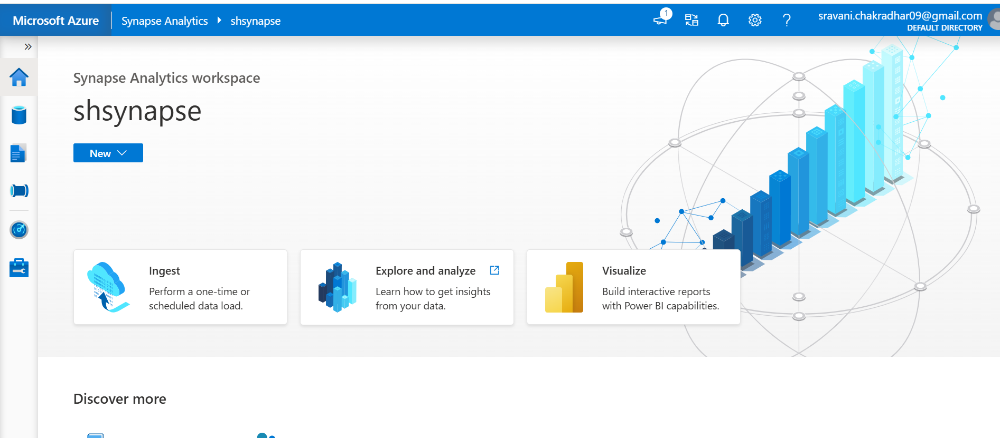 Microsoft Azure
Synapse Analytics
shsynapse
1
sravani.chakradhar09@gmail.com
DEFAULT DIRECTORY
Synapse Analytics workspace
shsynapse
New
Ingest
Perform a one-time or
scheduled data load.
Explore and analyze
Learn how to get insights
from your data.
Visualize
Build interactive reports
with Power BI capabilities.
Discover more